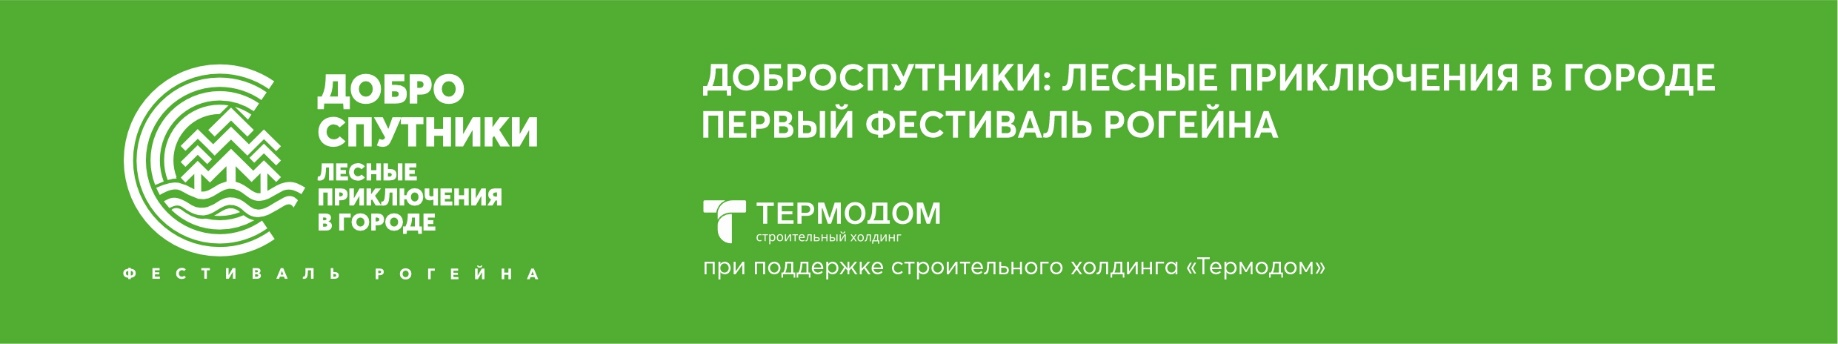 ДОБРО
СПУТНИКИ
ЛЕСНЫЕ
ПРИКЛЮЧЕНИЯ
В ГОРОДЕ
ФЕСТИВАЛЬ РОГЕЙНА
ДОБРОСПУТНИКИ: ЛЕСНЫЕ ПРИКЛЮЧЕНИЯ В ГОРОДЕ
ПЕРВЫЙ ФЕСТИВАЛЬ РОГЕЙНА
ТЕРМОДОМ
строительный холдинг
при поддержке строительного холдинга «Термодом»